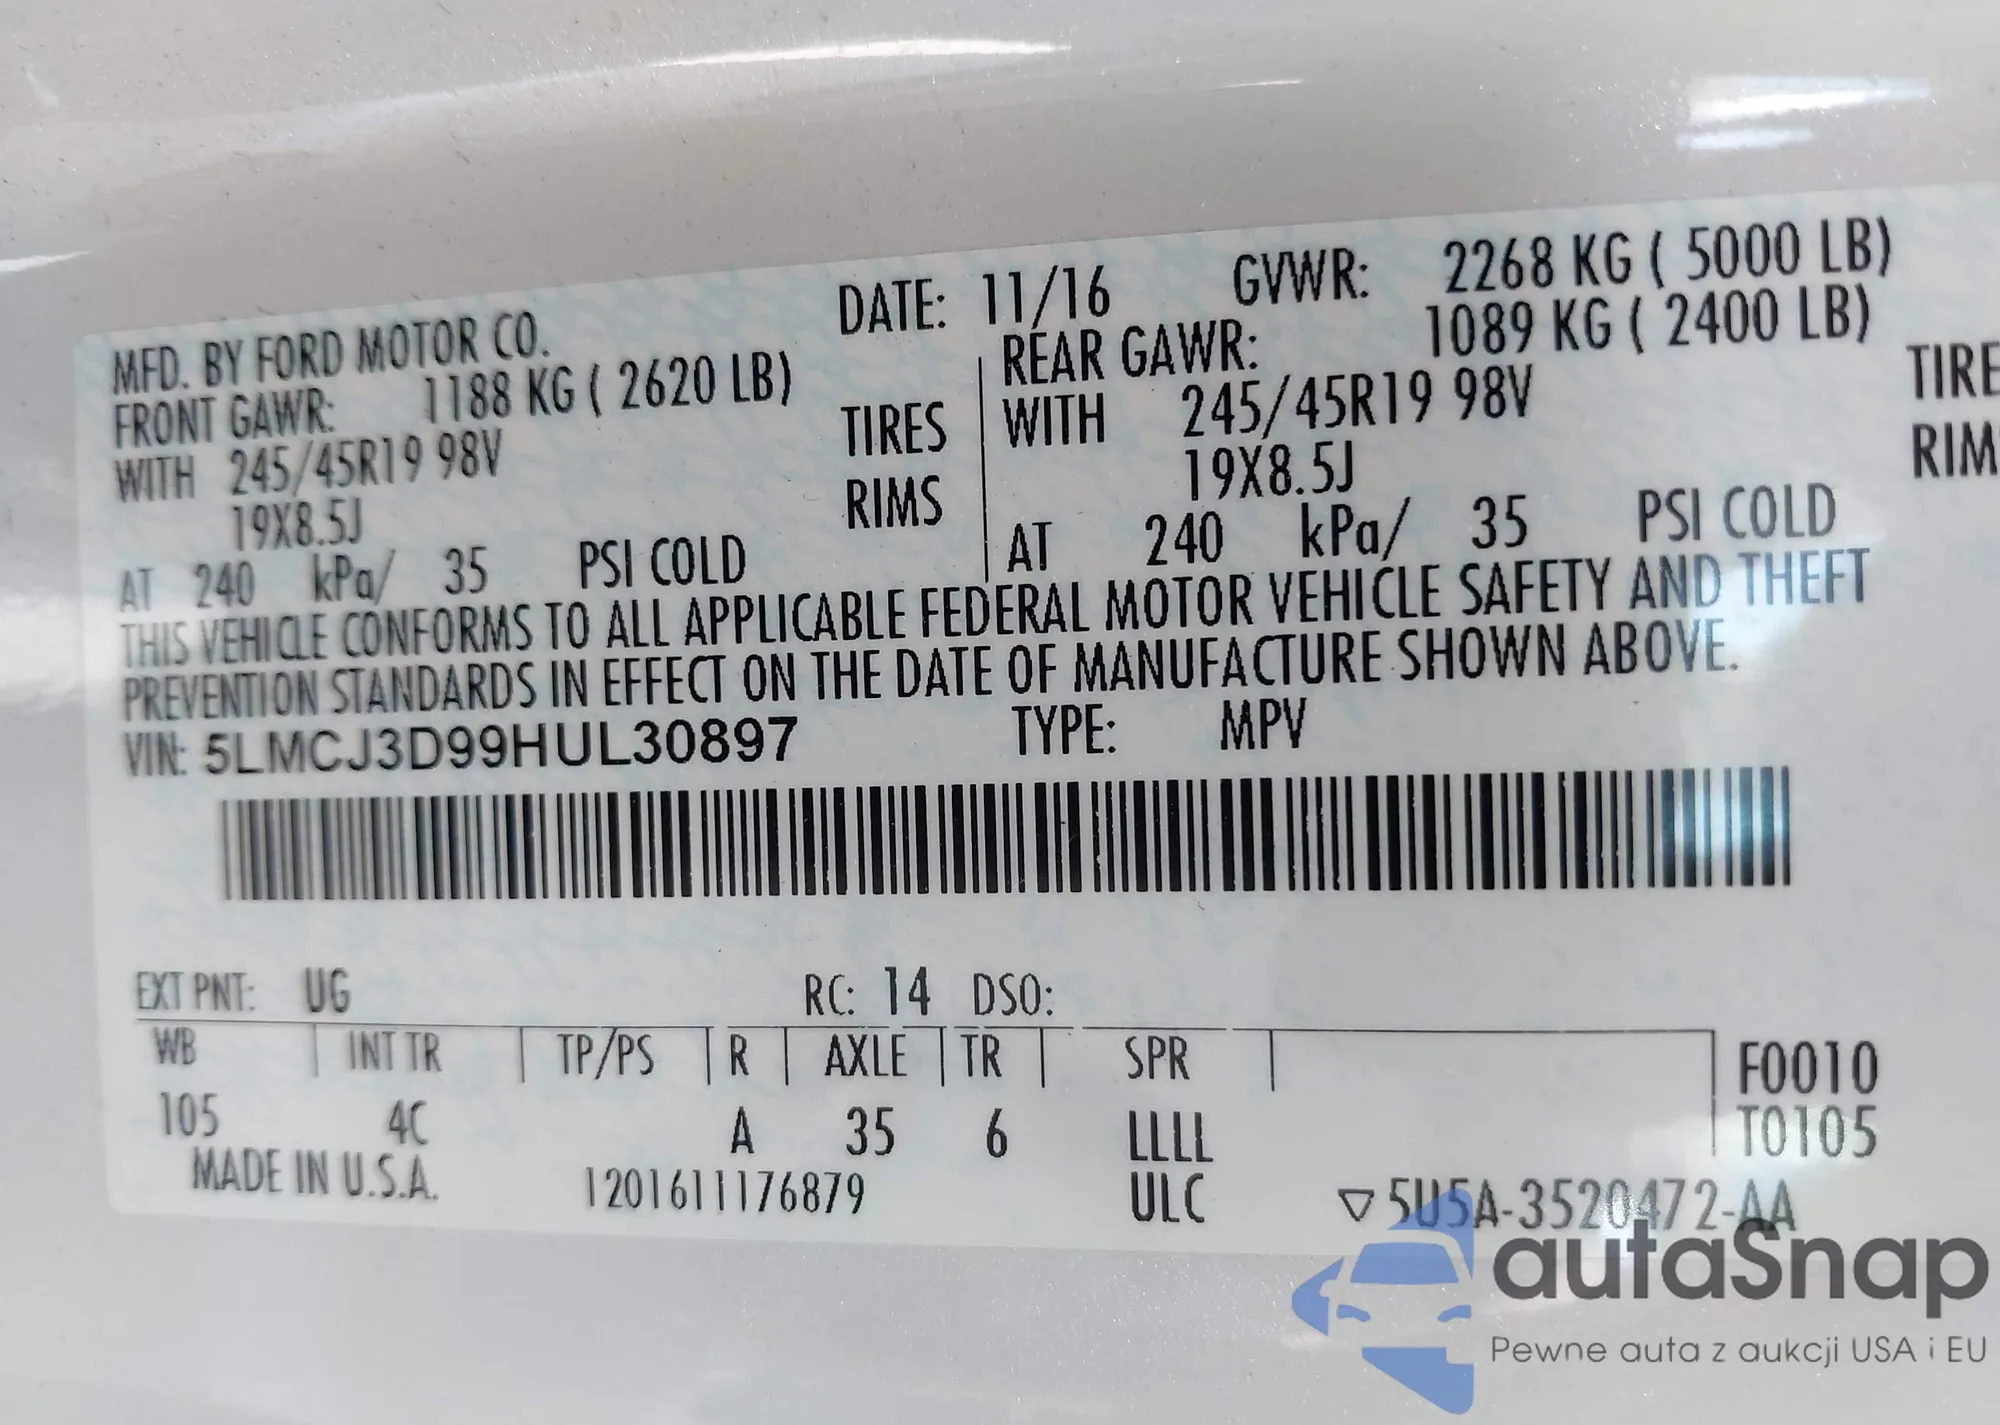 MFD. BY FORD MOTOR CO. DATE: 11/16 GVWR: 2268 KG ( 5000 LB)
FRONT GAWR: 1188 KG ( 2620 LB) REAR GAWR: 1089 KG ( 2400 LB)
WITH 245/45R19 98V TIRES WITH 245/45R19 98V TIRE
19X8.5J RIMS 19X8.5J RIM
AT 240 kPa/ 35 PSI COLD AT 240 kPa/ 35 PSI COLD
THIS VEHICLE CONFORMS TO ALL APPLICABLE FEDERAL MOTOR VEHICLE SAFETY AND THEFT
PREVENTION STANDARDS IN EFFECT ON THE DATE OF MANUFACTURE SHOWN ABOVE.
VIN: 5LMCJ3D99HUL30897 TYPE: MPV
EXT PNT: UG RC: 14 DSO:
WB INT TR TP/PS R AXLE TR SPR F0010
105 4C A 35 6 LLLL T0105
MADE IN U.S.A. 1201611176879 ULC ▽5U5A-3520472-AA
autaSnap
Pewne auta z aukcji USA i EU